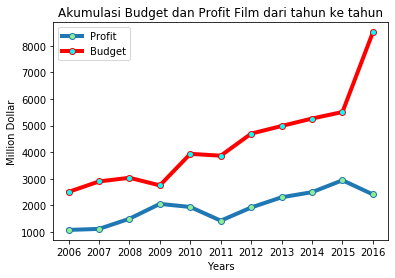 Akumulasi Budget dan Profit Film dari tahun ke tahun
Profit
Budget
8000
7000
6000
5000
4000
3000
2000
1000
Million Dollar
2006 2007 2008 2009 2010 2011 2012 2013 2014 2015 2016
Years